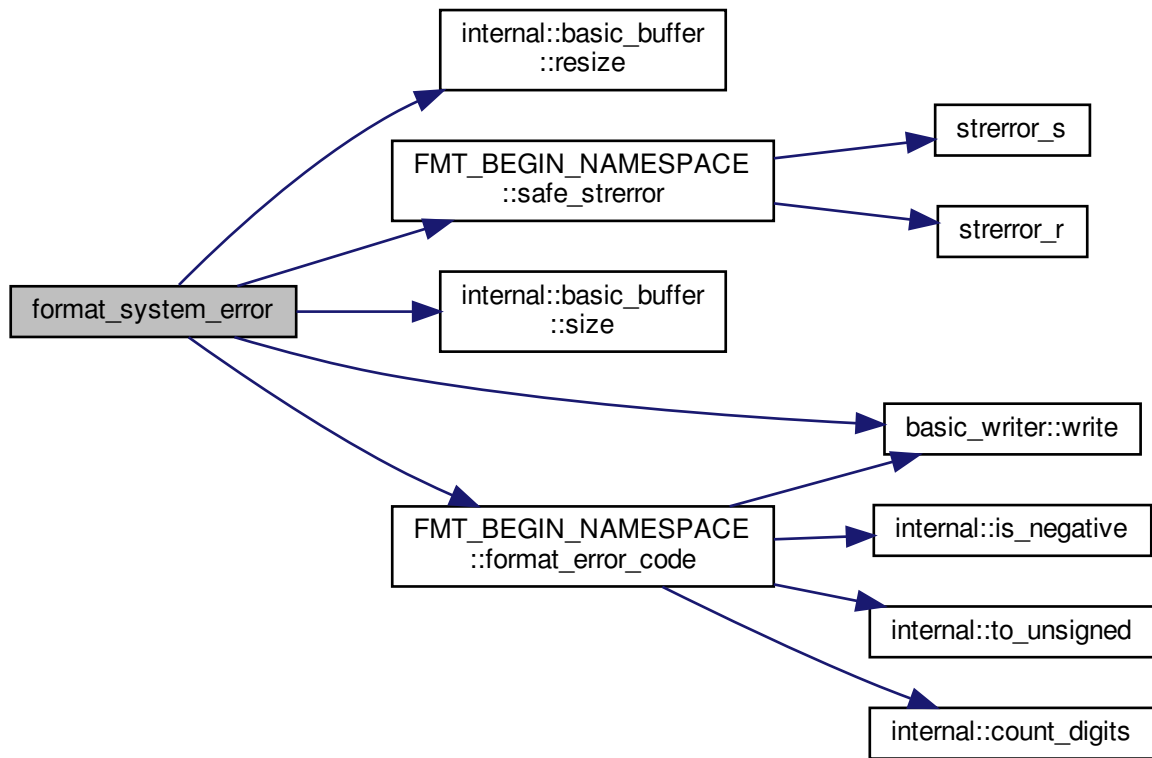 internal::basic_buffer
::resize
FMT_BEGIN_NAMESPACE
::safe_strerror
strerror_s
strerror_r
format_system_error
internal::basic_buffer
::size
basic_writer::write
FMT_BEGIN_NAMESPACE
::format_error_code
internal::is_negative
internal::to_unsigned
internal::count_digits